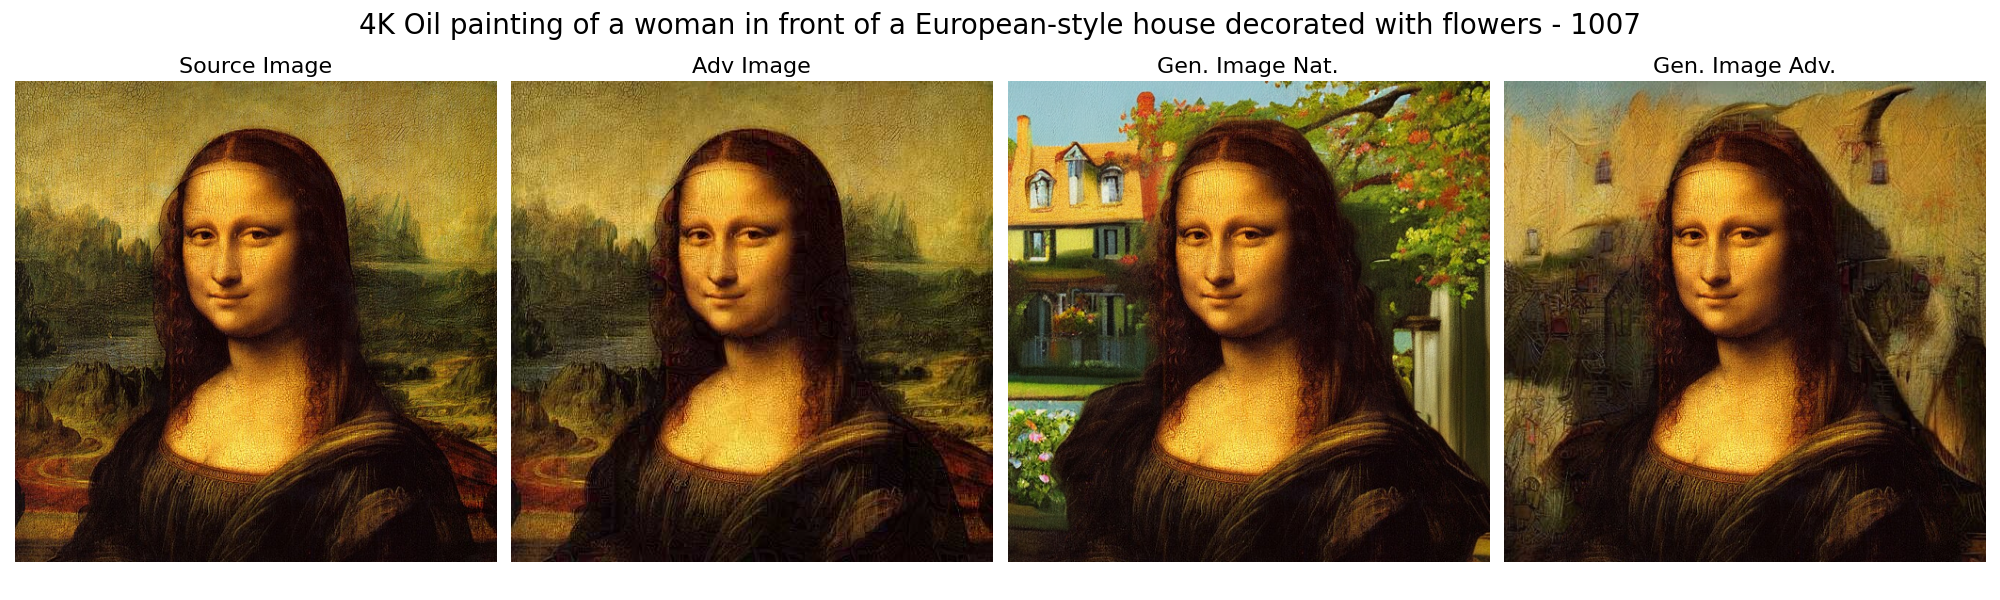 4K Oil painting of a woman in front of a European-style house decorated with flowers - 1007
Source Image
Adv Image
Gen. Image Nat.
Gen. Image Adv.